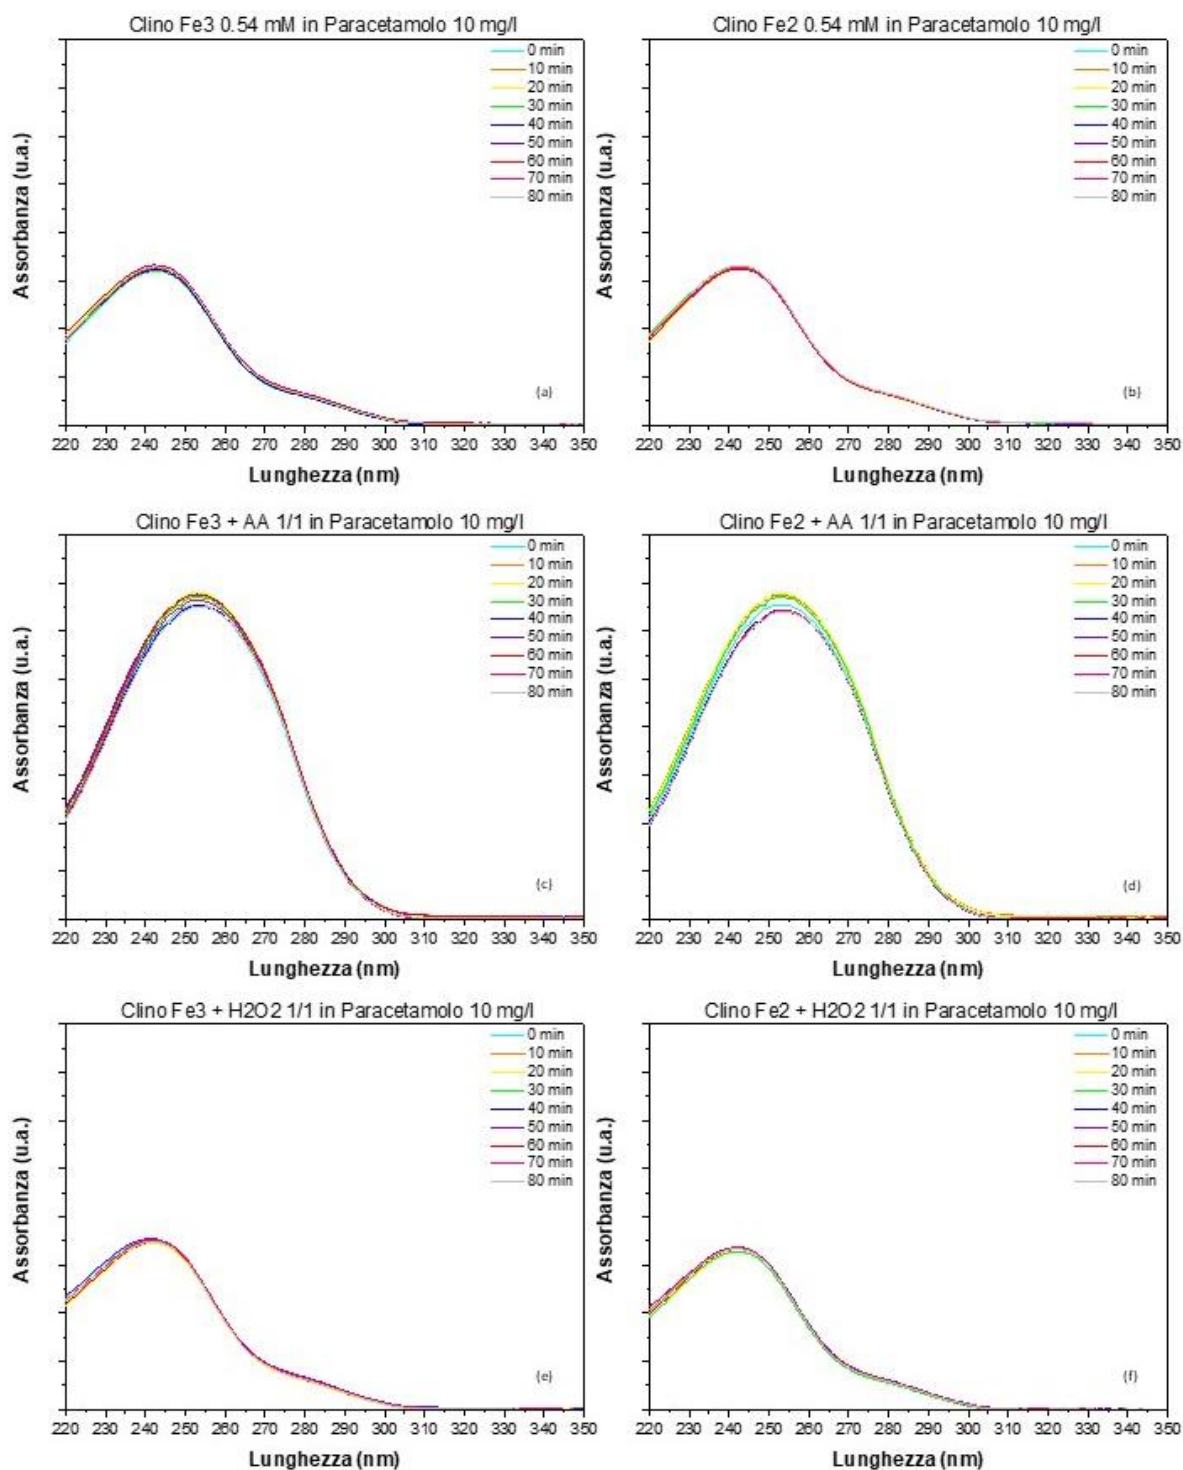 Clino Fe3 0.54 mM in Paracetamolo 10 mg/l
0 min
10 min
20 min
30 min
40 min
50 min
60 min
70 min
80 min
Assorbanza (u.a.)
(a)
220 230 240 250 260 270 280 290 300 310 320 330 340 350
Lunghezza (nm)
Clino Fe2 0.54 mM in Paracetamolo 10 mg/l
0 min
10 min
20 min
30 min
40 min
50 min
60 min
70 min
80 min
Assorbanza (u.a.)
(b)
220 230 240 250 260 270 280 290 300 310 320 330 340 350
Lunghezza (nm)
Clino Fe3 + AA 1/1 in Paracetamolo 10 mg/l
0 min
10 min
20 min
30 min
40 min
50 min
60 min
70 min
80 min
Assorbanza (u.a.)
(c)
220 230 240 250 260 270 280 290 300 310 320 330 340 350
Lunghezza (nm)
Clino Fe2 + AA 1/1 in Paracetamolo 10 mg/l
0 min
10 min
20 min
30 min
40 min
50 min
60 min
70 min
80 min
Assorbanza (u.a.)
(d)
220 230 240 250 260 270 280 290 300 310 320 330 340 350
Lunghezza (nm)
Clino Fe3 + H2O2 1/1 in Paracetamolo 10 mg/l
0 min
10 min
20 min
30 min
40 min
50 min
60 min
70 min
80 min
Assorbanza (u.a.)
(e)
220 230 240 250 260 270 280 290 300 310 320 330 340 350
Lunghezza (nm)
Clino Fe2 + H2O2 1/1 in Paracetamolo 10 mg/l
0 min
10 min
20 min
30 min
40 min
50 min
60 min
70 min
80 min
Assorbanza (u.a.)
(f)
220 230 240 250 260 270 280 290 300 310 320 330 340 350
Lunghezza (nm)